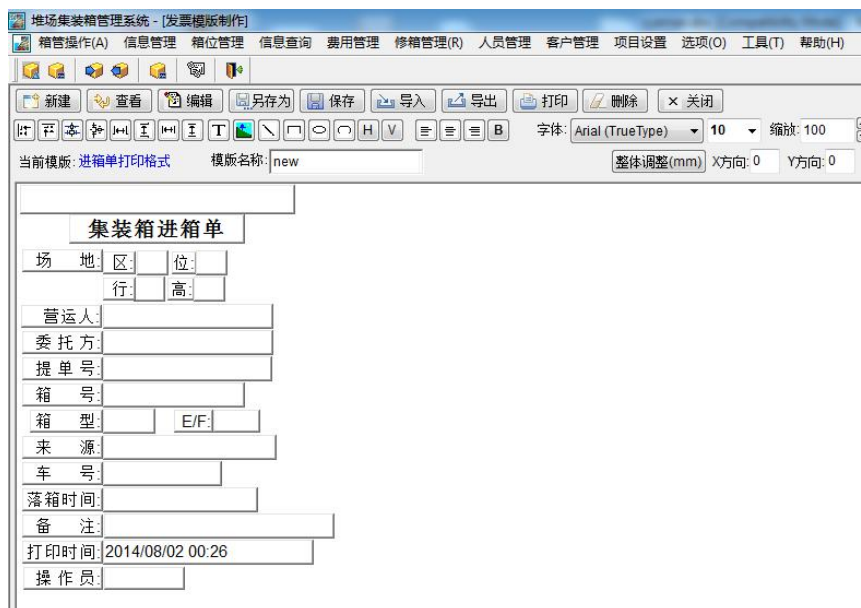 堆场集装箱管理系统 - [发票模版制作]
箱管操作(A) 信息管理 箱位管理 信息查询 费用管理 修箱管理(R) 人员管理 客户管理 项目设置 选项(O) 工具(T) 帮助(H)
新建 查看 编辑 另存为 保存 导入 导出 打印 删除 × 关闭
T H V B 字体: Arial (TrueType) 10 缩放: 100
当前模版: 进箱单打印格式 模版名称: new 整体调整(mm) X方向: 0 Y方向: 0
集装箱进箱单
场 地: 区: 位:
行: 高:
营运人:
委托方:
提单号:
箱 号:
箱 型: E/F:
来 源:
车 号:
落箱时间:
备 注:
打印时间: 2014/08/02 00:26
操作员: